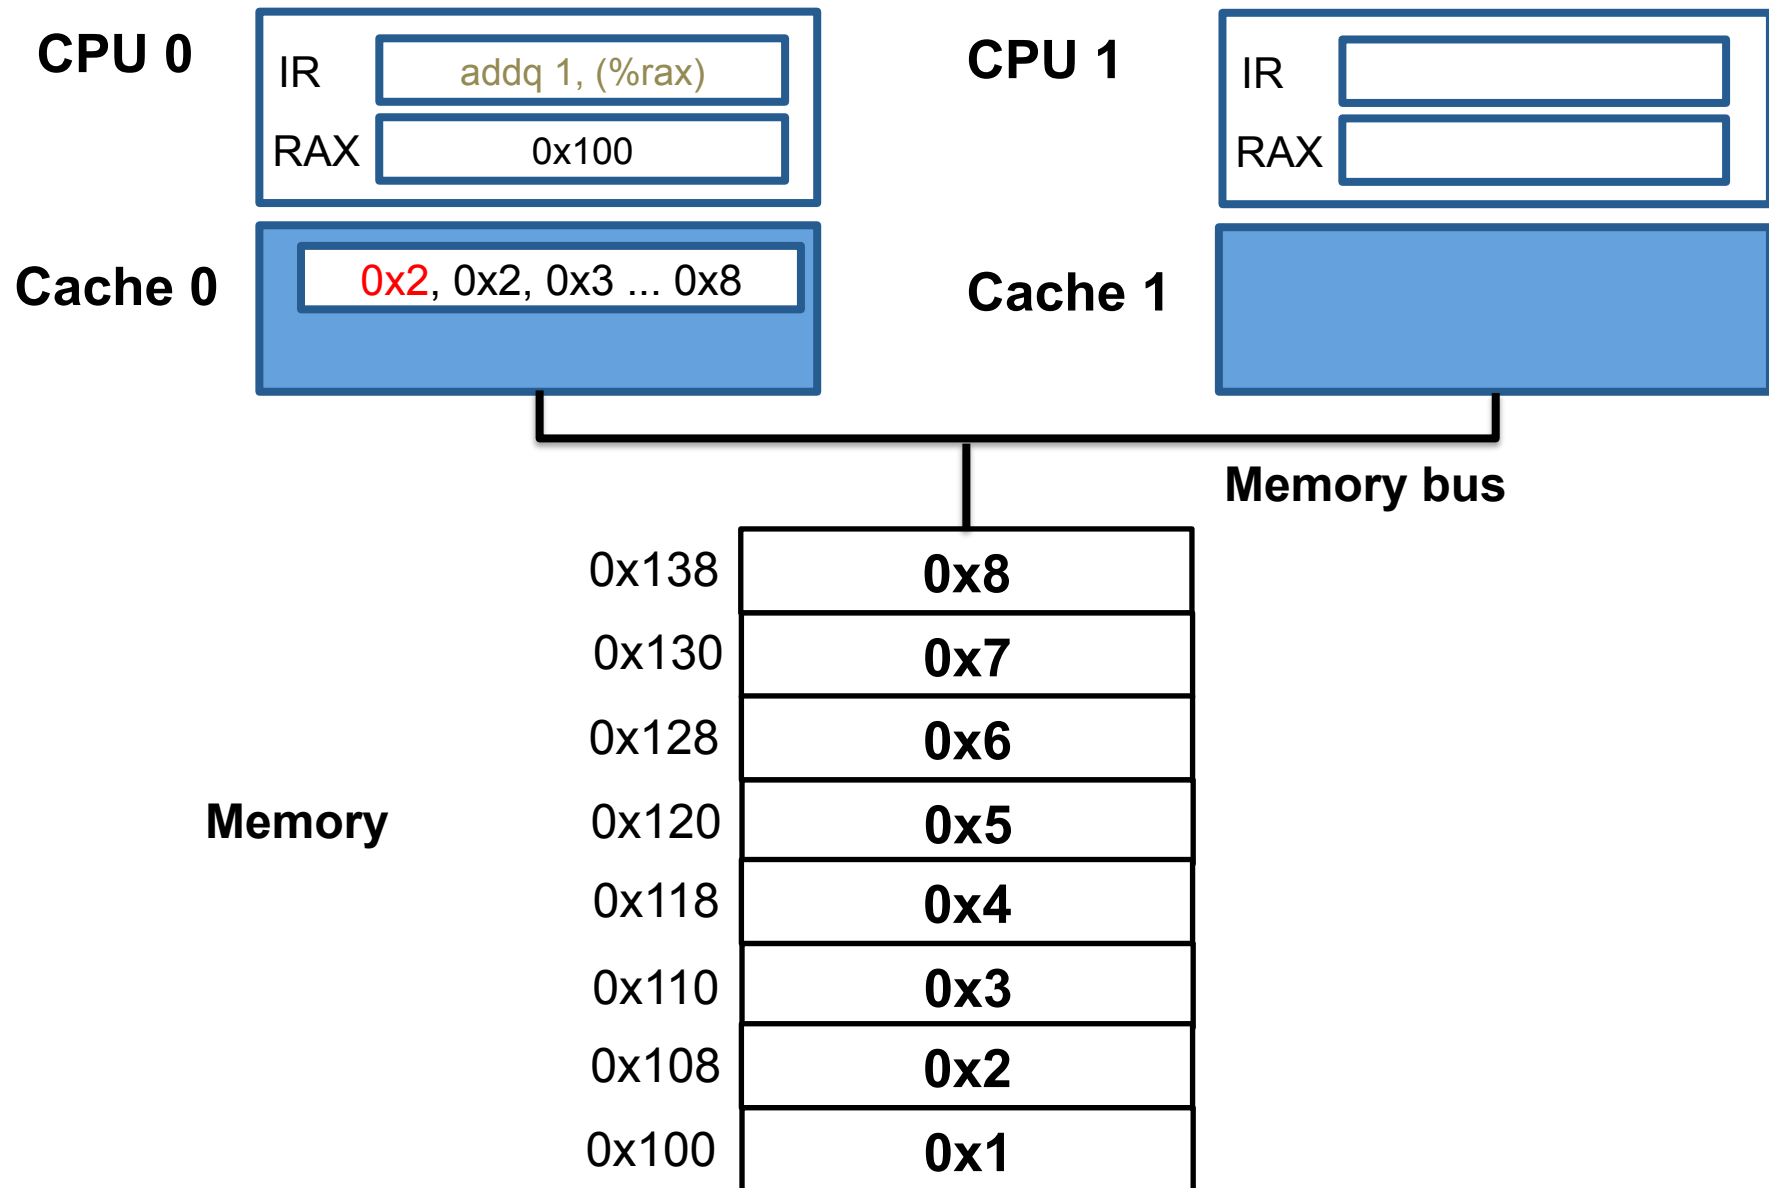 CPU 0
IR
addq 1, (%rax)
RAX
0x100
CPU 1
IR
RAX
Cache 0
0x2, 0x2, 0x3 ... 0x8
Cache 1
Memory bus
0x138
0x8
0x130
0x7
0x128
0x6
Memory
0x120
0x5
0x118
0x4
0x110
0x3
0x108
0x2
0x100
0x1